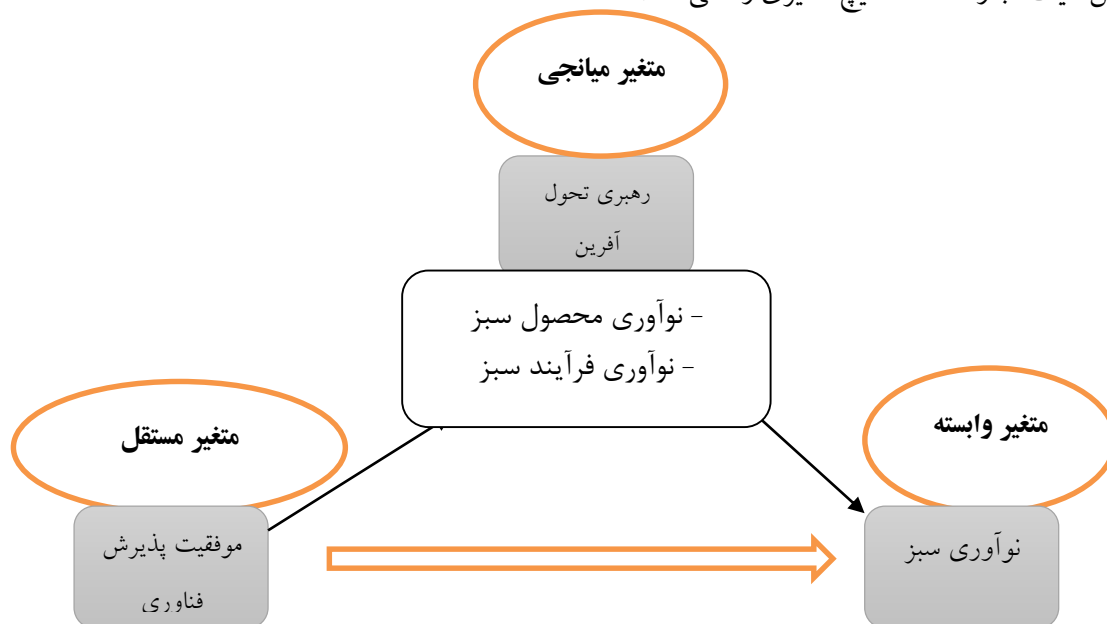 متغیر میانجی
رهبری تحول
آفرین
- نوآوری محصول سبز
- نوآوری فرآیند سبز
متغیر وابسته
متغیر مستقل
نوآوری سبز
موفقیت پذیرش
فناوری